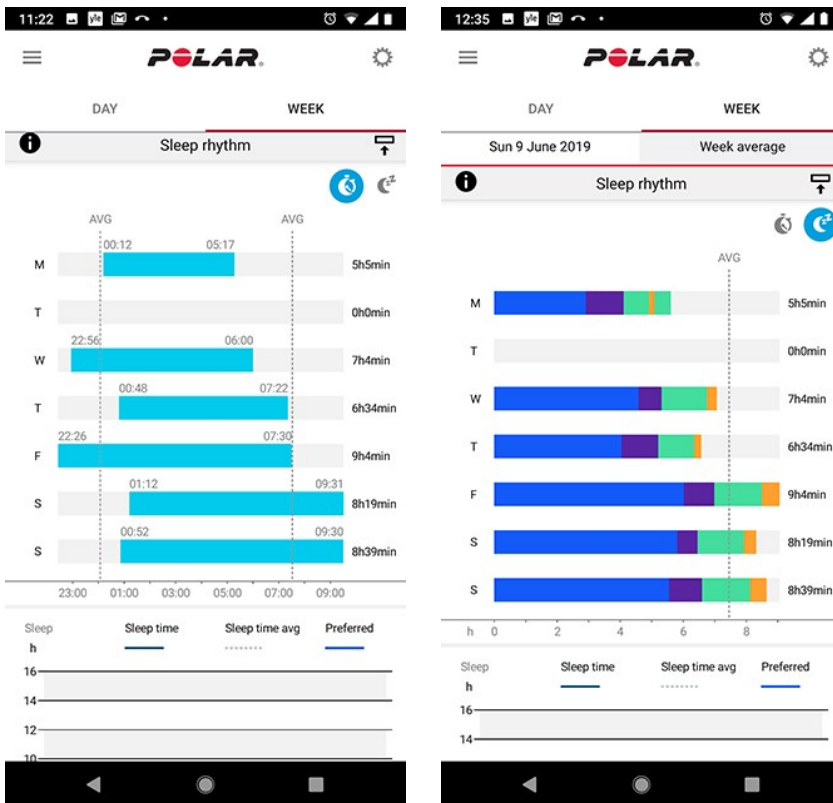 11:22
yle
POLAR
DAY WEEK
Sleep rhythm
AVG AVG
00:12 05:17
M 5h5min
T 0h0min
22:56 06:00
W 7h4min
00:48 07:22
T 6h34min
22:26 07:30
F 9h4min
01:12 09:31
S 8h19min
00:52 09:30
S 8h39min
23:00 01:00 03:00 05:00 07:00 09:00
Sleep Sleep time Sleep time avg Preferred
h
16
14
12
10
12:35
yle
POLAR
DAY WEEK
Sun 9 June 2019 Week average
Sleep rhythm
AVG
M 5h5min
T 0h0min
W 7h4min
T 6h34min
F 9h4min
S 8h19min
S 8h39min
h 0 2 4 6 8
Sleep Sleep time Sleep time avg Preferred
h
16
14